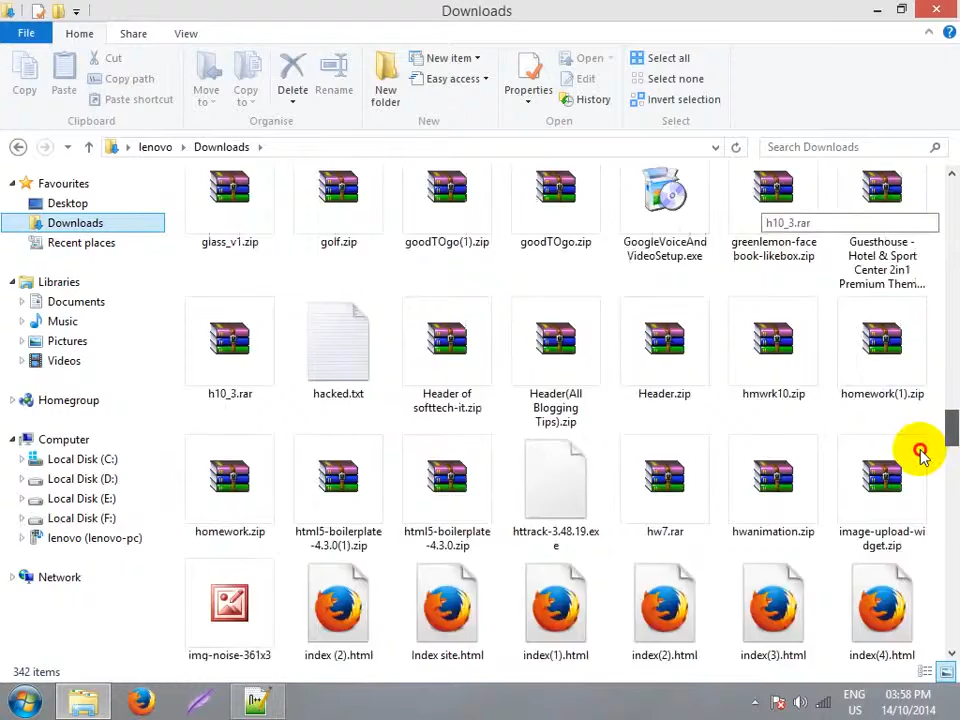 Downloads
File
Home
Share
View
Copy
Paste
Cut
Copy path
Paste shortcut
Clipboard
Move to
Copy to
Delete
Rename
Organise
New folder
New item
Easy access
New
Properties
Open
Edit
History
Open
Select all
Select none
Invert selection
Select
lenovo
Downloads
Search Downloads
Favourites
Desktop
Downloads
Recent places
Libraries
Documents
Music
Pictures
Videos
Homegroup
Computer
Local Disk (C:)
Local Disk (D:)
Local Disk (E:)
Local Disk (F:)
lenovo (lenovo-pc)
Network
glass_v1.zip
golf.zip
goodTOgo(1).zip
goodTOgo.zip
GoogleVoiceAnd
VideoSetup.exe
greenlemon-face
book-likebox.zip
h10_3.rar
Guesthouse -
Hotel & Sport
Center 2in1
Premium Them...
h10_3.rar
hacked.txt
Header of
softtech-it.zip
Header(All
Blogging
Tips).zip
Header.zip
hmwrk10.zip
homework(1).zip
homework.zip
html5-boilerplate
-4.3.0(1).zip
html5-boilerplate
-4.3.0.zip
httrack-3.48.19.ex
e
hw7.rar
hwanimation.zip
image-upload-wi
dget.zip
img-noise-361x3
index (2).html
Index site.html
index(1).html
index(2).html
index(3).html
index(4).html
342 items
ENG
US
03:58 PM
14/10/2014